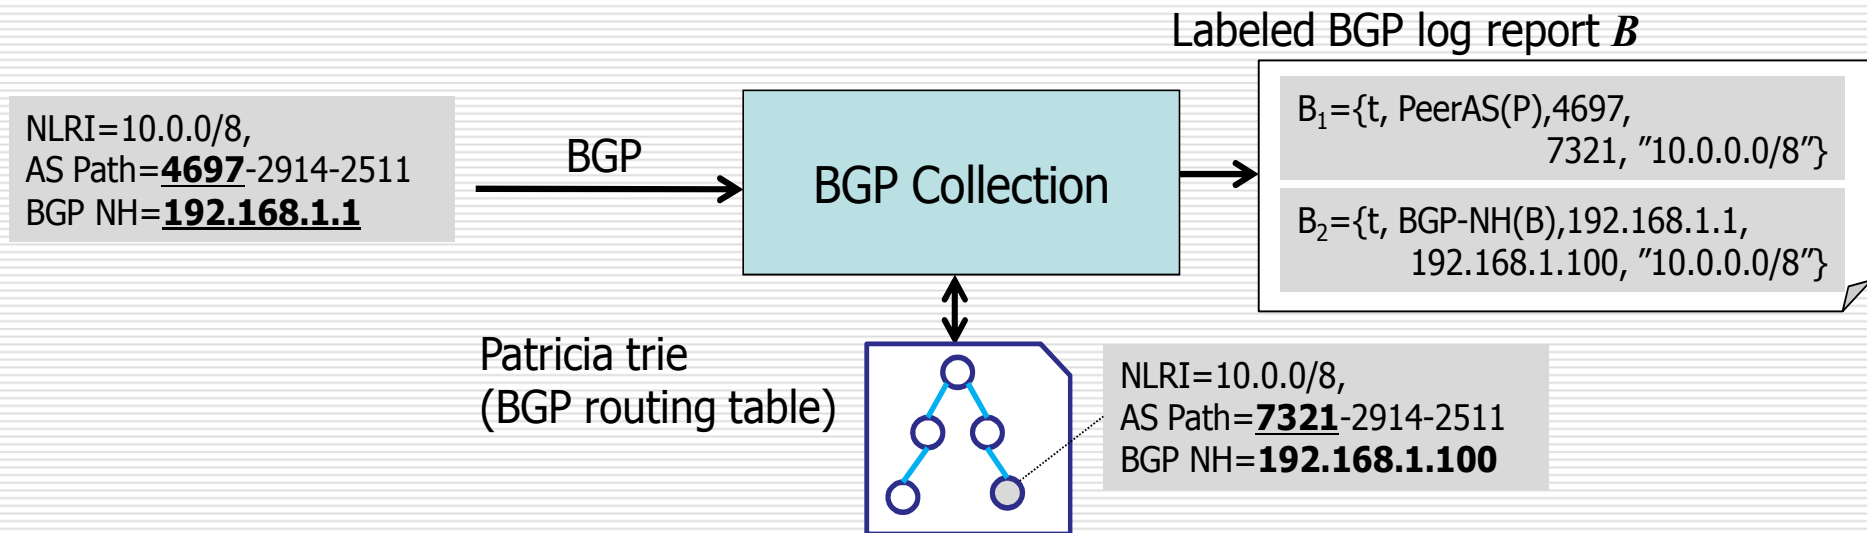 Labeled BGP log report B
NLRI=10.0.0/8,
AS Path=4697-2914-2511
BGP NH=192.168.1.1
BGP
BGP Collection
B1={t, PeerAS(P),4697,
7321, ”10.0.0.0/8”}
B2={t, BGP-NH(B),192.168.1.1,
192.168.1.100, ”10.0.0.0/8”}
Patricia trie
(BGP routing table)
NLRI=10.0.0/8,
AS Path=7321-2914-2511
BGP NH=192.168.1.100